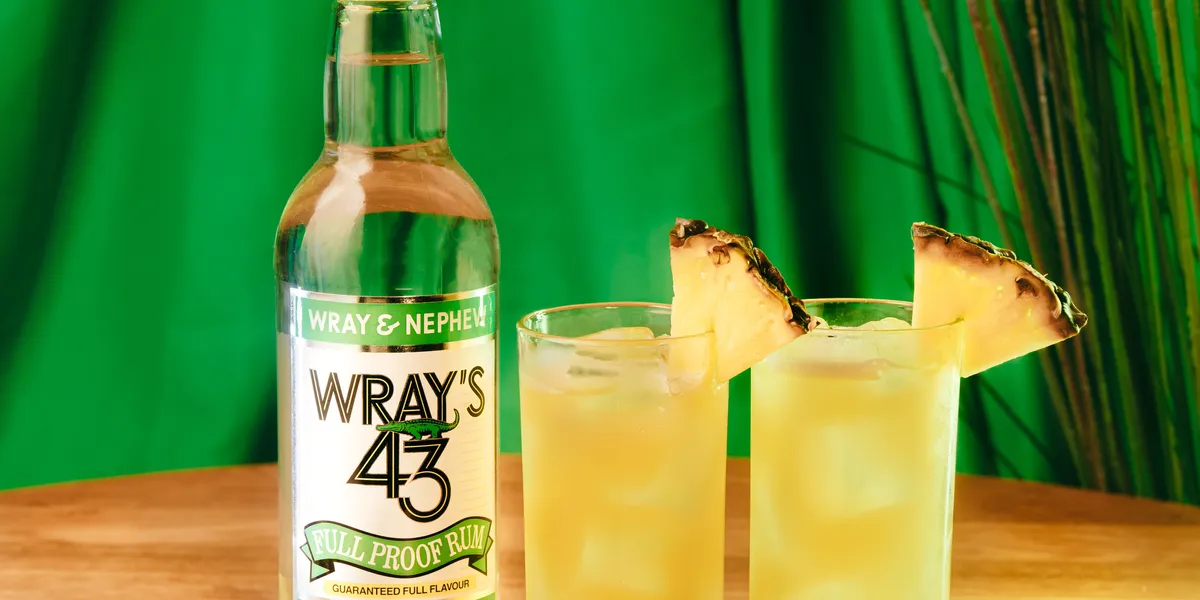 WRAY & NEPHEW
WRAY'S
43
FULL PROOF RUM
GUARANTEED FULL FLAVOUR